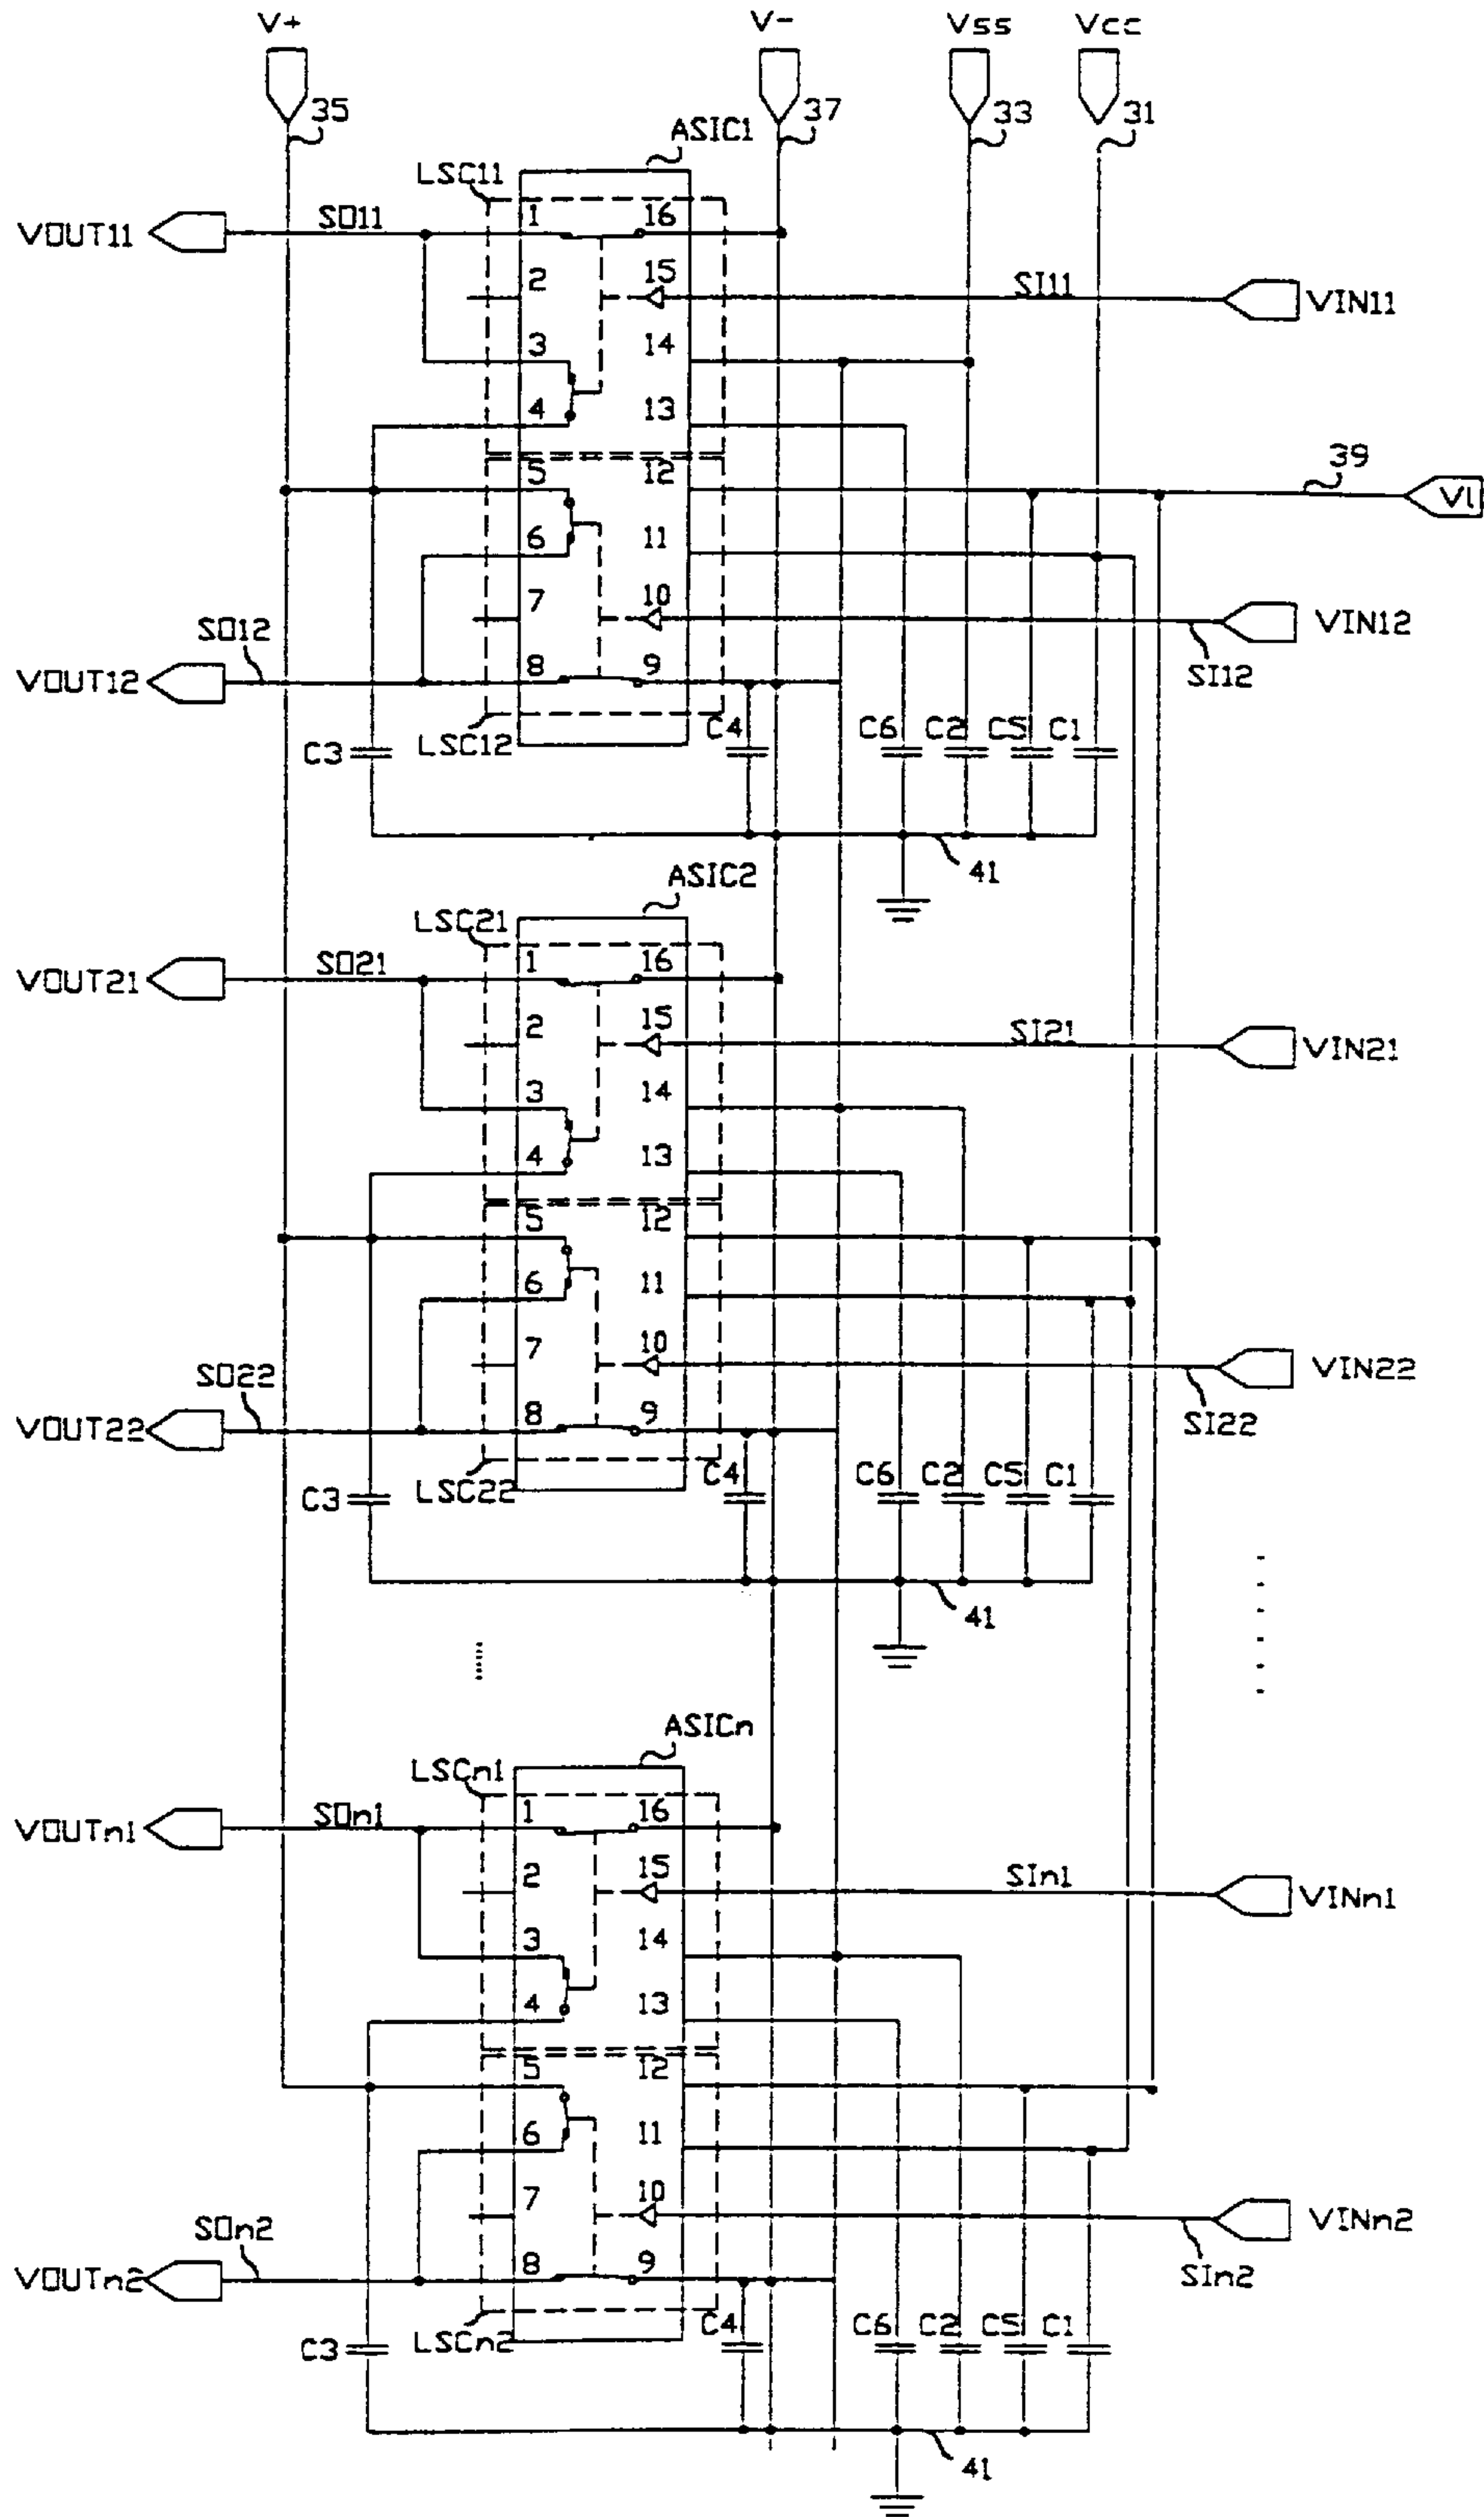 V+ V- Vss Vcc
35 37 33 31
ASIC1
LSC11
VOUT11 SO11 1 16
2 15 SI11 VIN11
3 14
4 13
5 12 39 Vl
6 11
7 10 VIN12
SO12 SI12
VOUT12 8 9
LSC12 C3 C4 C6 C2 C5 C1
41
ASIC2
LSC21
VOUT21 SO21 1 16
2 15 SI21 VIN21
3 14
4 13
5 12
6 11
7 10 VIN22
SO22 SI22
VOUT22 8 9
LSC22 C3 C4 C6 C2 C5 C1
41
ASICn
LSCn1
VOUTn1 SOn1 1 16
2 15 SIn1 VINn1
3 14
4 13
5 12
6 11
7 10 VINn2
SOn2 SIn2
VOUTn2 8 9
LSCn2 C3 C4 C6 C2 C5 C1
41